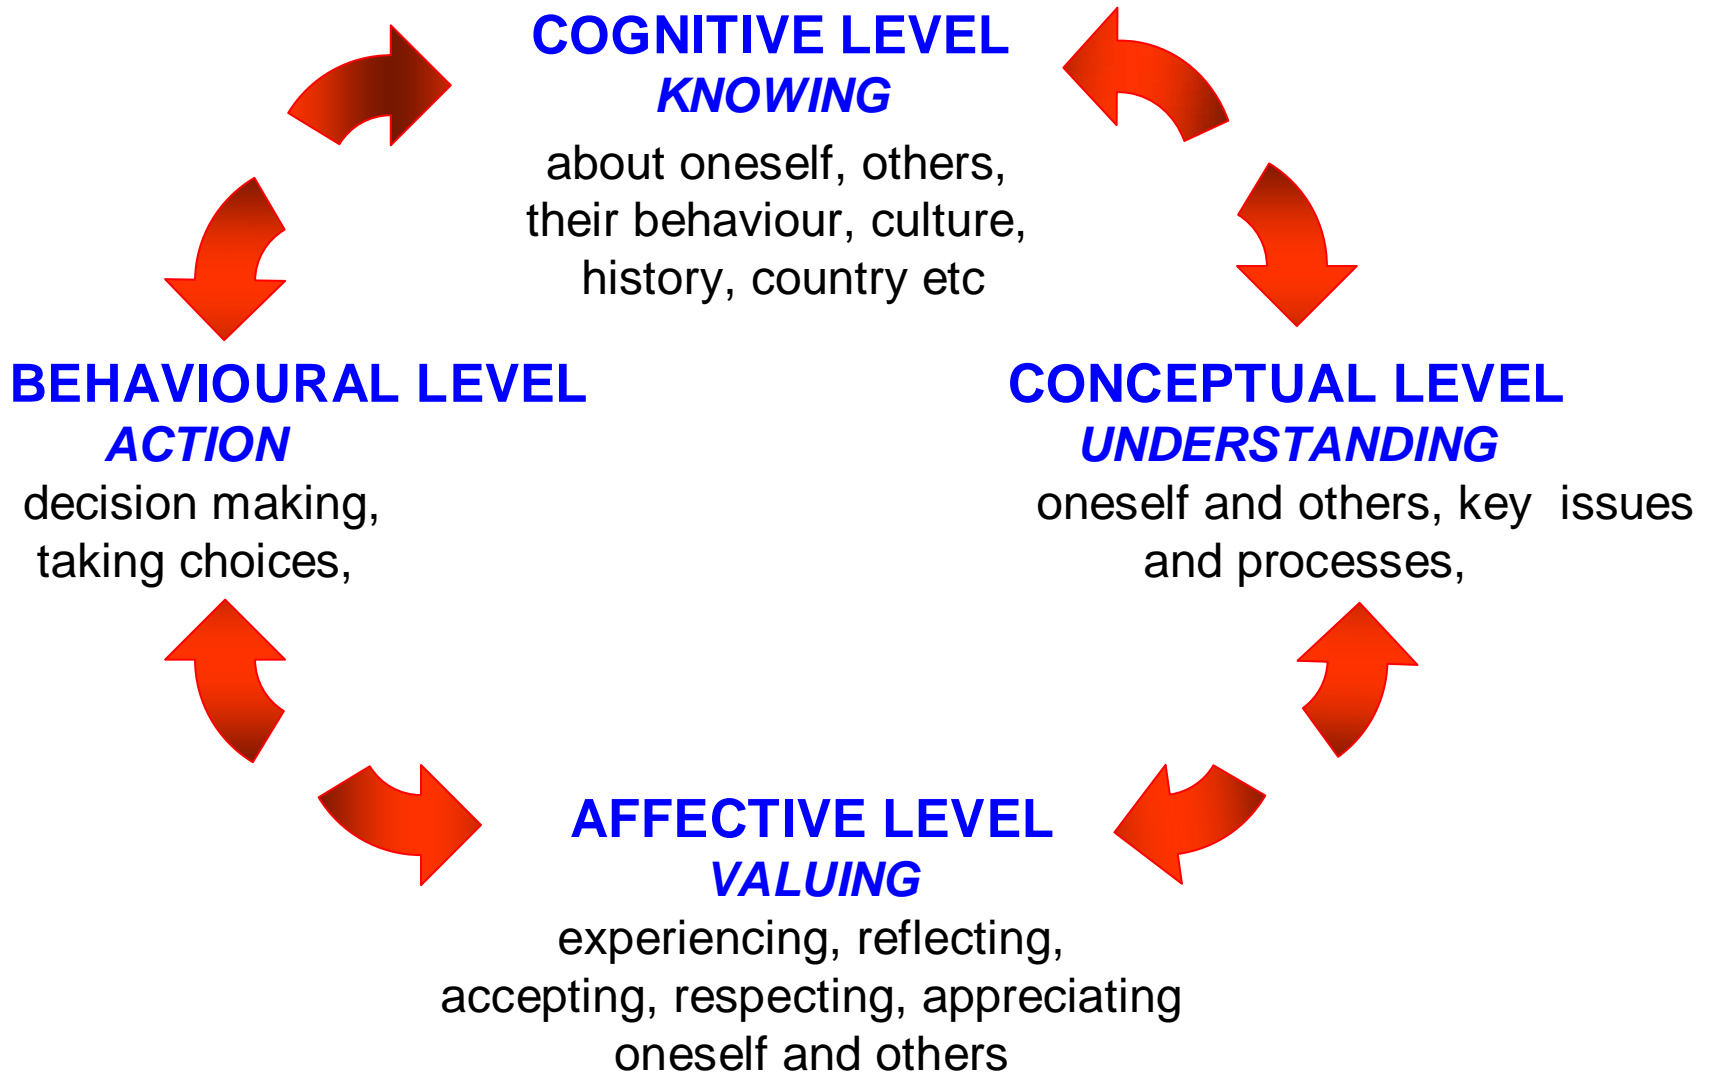 COGNITIVE LEVEL
KNOWING
about oneself, others,
their behaviour, culture,
history, country etc
BEHAVIOURAL LEVEL
ACTION
decision making,
taking choices,
CONCEPTUAL LEVEL
UNDERSTANDING
oneself and others, key  issues
and processes,
AFFECTIVE LEVEL
VALUING
experiencing, reflecting,
accepting, respecting, appreciating
oneself and others